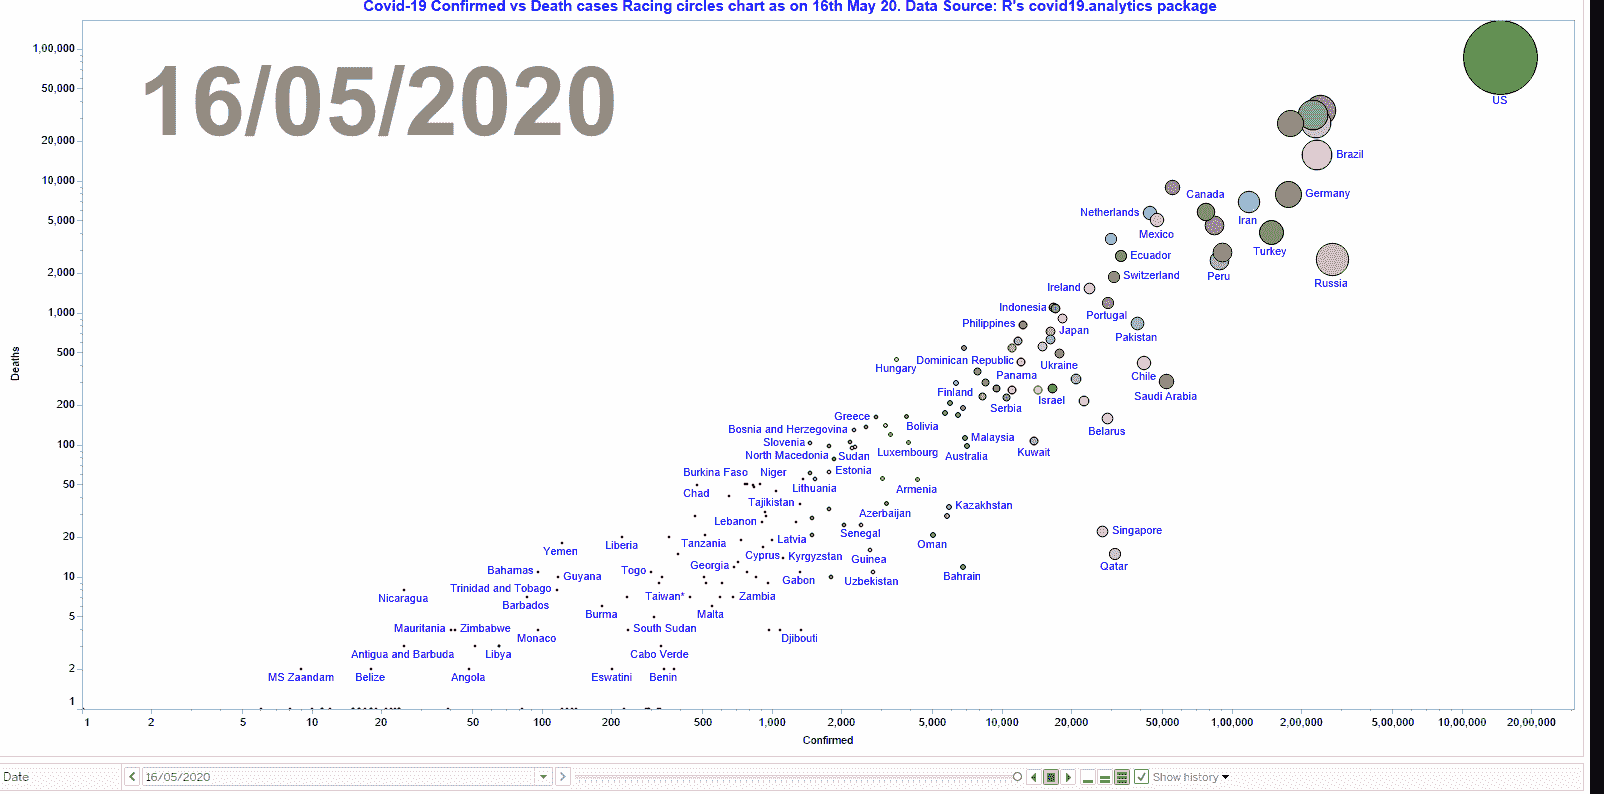 Covid-19 Confirmed vs Death cases Racing circles chart as on 16th May 20. Data Source: R's covid19.analytics package
16/05/2020
1,00,000
50,000
20,000
10,000
5,000
2,000
1,000
500
200
100
50
20
10
5
2
1
Deaths
US
Brazil
Canada
Germany
Netherlands
Iran
Mexico
Turkey
Ecuador
Switzerland
Peru
Russia
Ireland
Indonesia
Portugal
Philippines
Japan
Pakistan
Dominican Republic
Ukraine
Hungary
Panama
Chile
Finland
Saudi Arabia
Israel
Serbia
Greece
Bolivia
Bosnia and Herzegovina
Belarus
Slovenia
Malaysia
North Macedonia
Sudan
Luxembourg
Australia
Kuwait
Burkina Faso
Niger
Estonia
Chad
Lithuania
Armenia
Tajikistan
Kazakhstan
Azerbaijan
Lebanon
Singapore
Senegal
Latvia
Tanzania
Liberia
Yemen
Oman
Cyprus
Kyrgyzstan
Guinea
Georgia
Qatar
Bahamas
Guyana
Togo
Gabon
Uzbekistan
Bahrain
Trinidad and Tobago
Nicaragua
Taiwan*
Zambia
Barbados
Burma
Malta
Mauritania
Zimbabwe
South Sudan
Monaco
Djibouti
Antigua and Barbuda
Libya
Cabo Verde
MS Zaandam
Belize
Angola
Eswatini
Benin
1 2 5 10 20 50 100 200 500 1,000 2,000 5,000 10,000 20,000 50,000 1,00,000 2,00,000 5,00,000 10,00,000 20,00,000
Confirmed
Date 16/05/2020 Show history